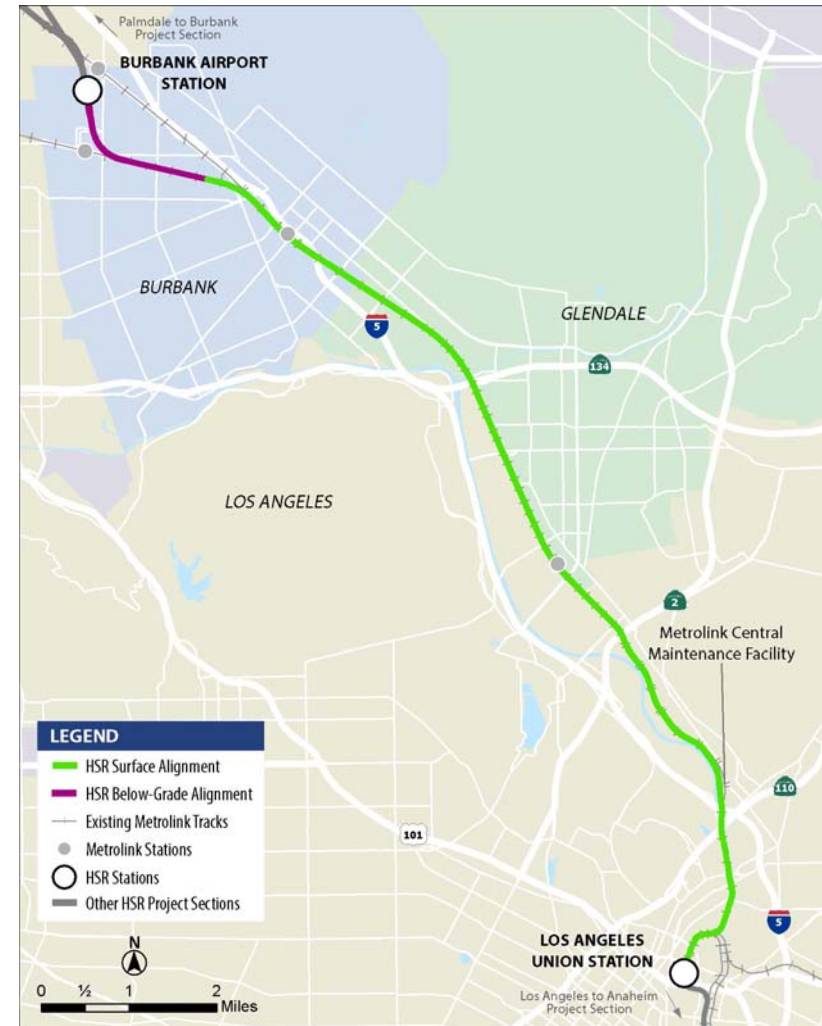 Palmdale to Burbank
Project Section
BURBANK AIRPORT
STATION
BURBANK
GLENDALE
5
134
LOS ANGELES
2
Metrolink Central
Maintenance Facility
LEGEND
HSR Surface Alignment
HSR Below-Grade Alignment
Existing Metrolink Tracks
Metrolink Stations
HSR Stations
Other HSR Project Sections
110
101
5
N
LOS ANGELES
UNION STATION
0 ½ 1 2
Miles
Los Angeles to Anaheim
Project Section